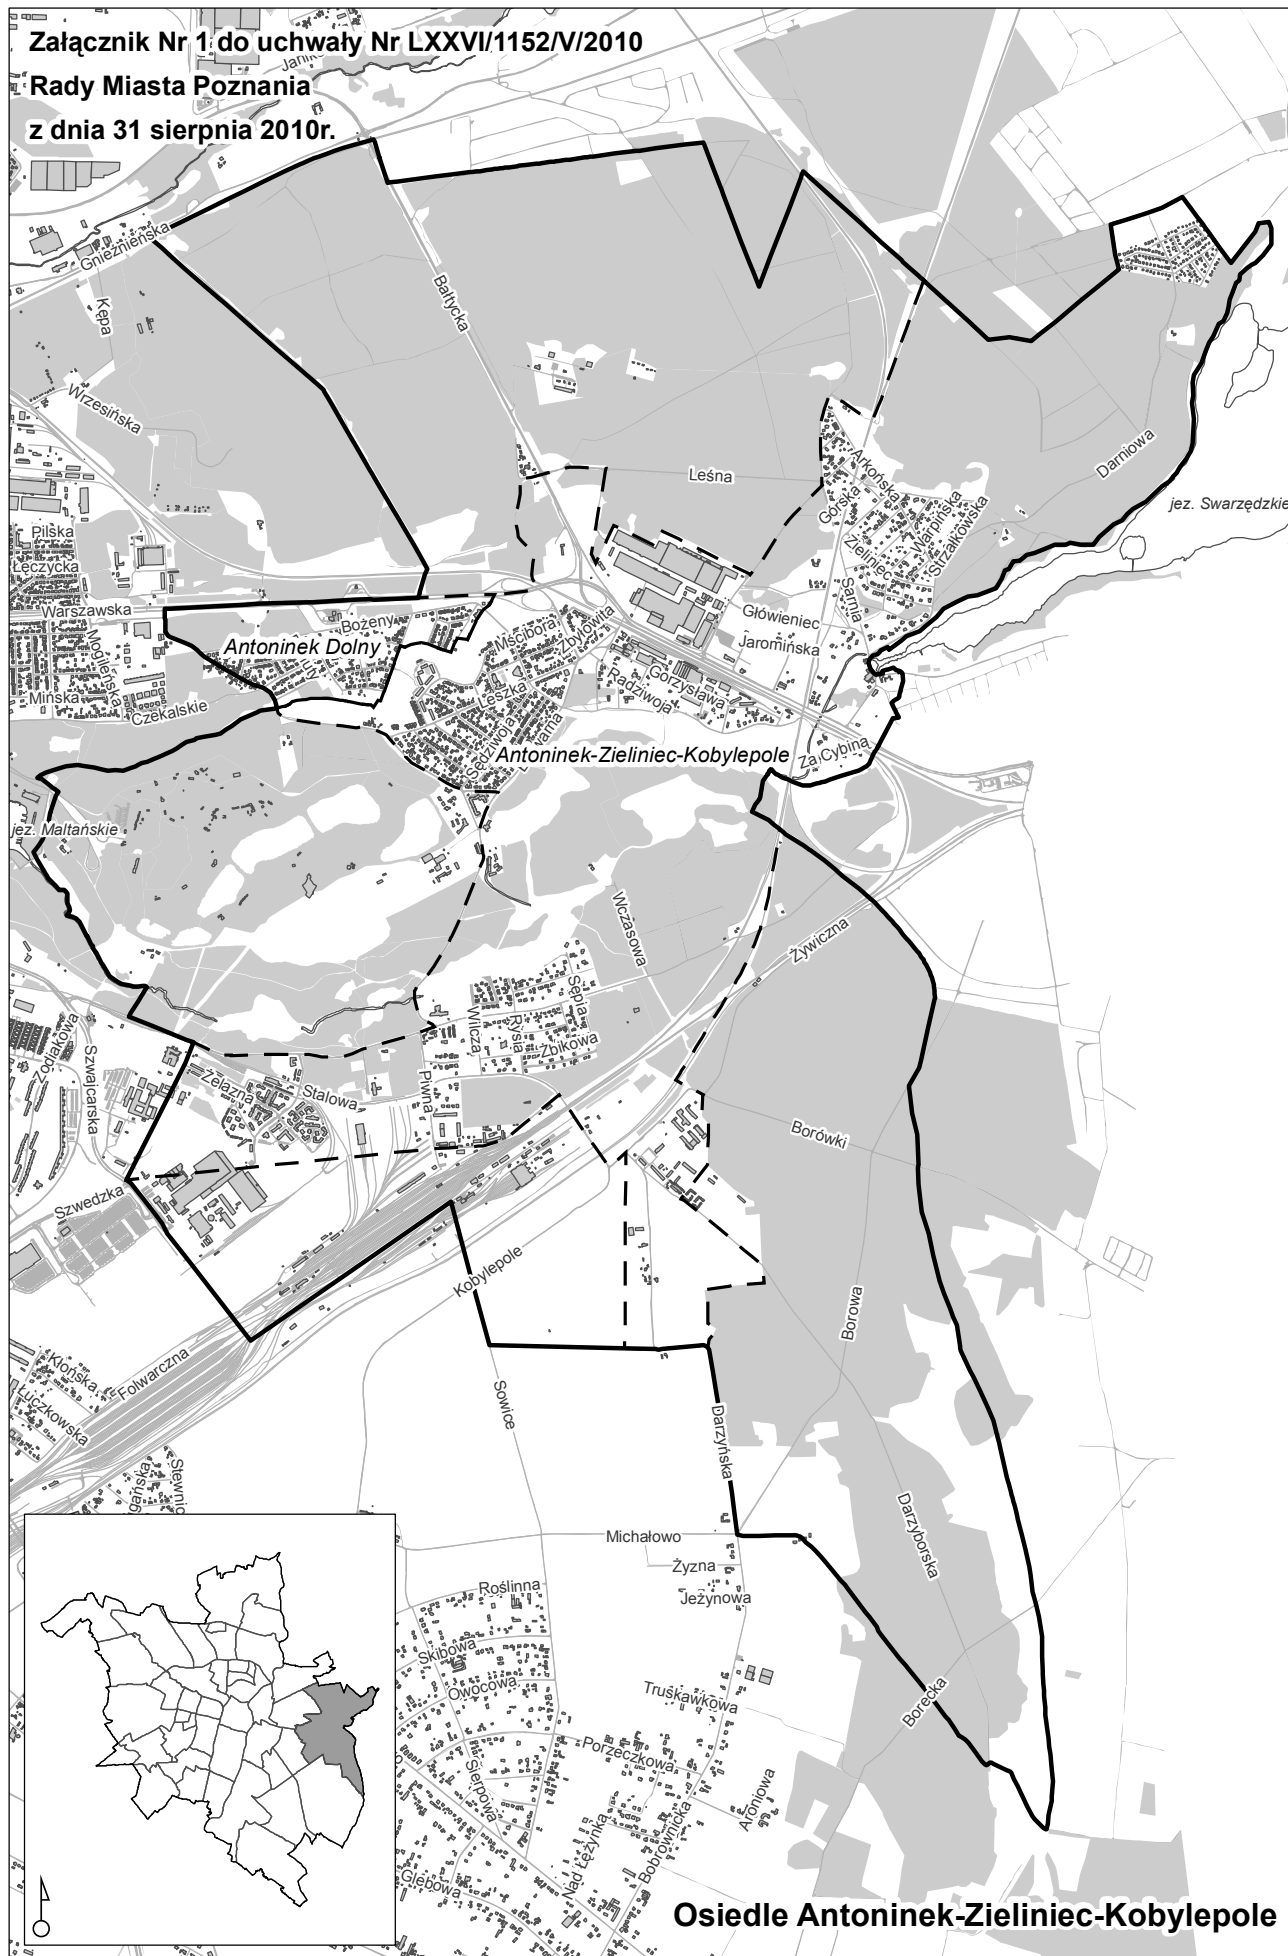 Załącznik Nr 1 do uchwały Nr LXXVI/1152/V/2010
Rady Miasta Poznania
z dnia 31 sierpnia 2010r.
Gnieźnieńska
Kępa
Bałtycka
Wrzesińska
Leśna
Darniowa
jez. Swarzędzkie
Arkońska
Górska
Warpińska
Zieliniec
Strzałkowska
Pilska
Łęczycka
Warszawska
Sarnia
Główieniec
Jaromińska
Bożeny
Mścibora
Zbyłowita
Antoninek Dolny
Mogileńska
Mińska
Czekalskie
Leszka
Radziwoja
Gorzysława
Sędziwoja
Za Cybiną
Antoninek-Zieliniec-Kobylepole
jez. Maltańskie
Wczasowa
Żywiczna
Sępia
Rysia
Wilcza
Żbikowa
Zodiakowa
Szwajcarska
Żelazna
Stalowa
Piwna
Borówki
Szwedzka
Kobylepole
Borowa
Kłońska
Folwarczna
Łuczkowska
Sowice
Darzyńska
Stewnic
Darzyborska
Michałowo
Żyzna
Jeżynowa
Roślinna
Skibowa
Owocowa
Truskawkowa
Borecka
Porzeczkowa
Sierpowa
Aroniowa
Nad Łężynką
Bobrownicka
Glebowa
Osiedle Antoninek-Zieliniec-Kobylepole